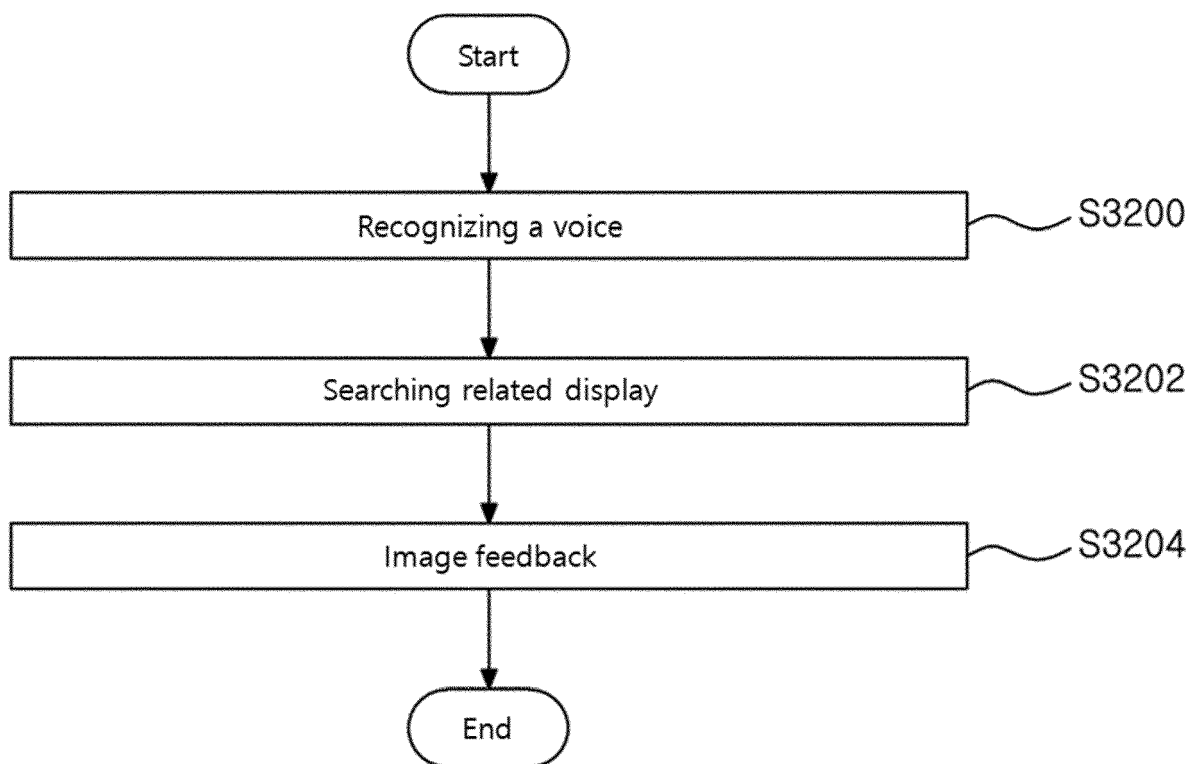 Start
Recognizing a voice
S3200
Searching related display
S3202
Image feedback
S3204
End